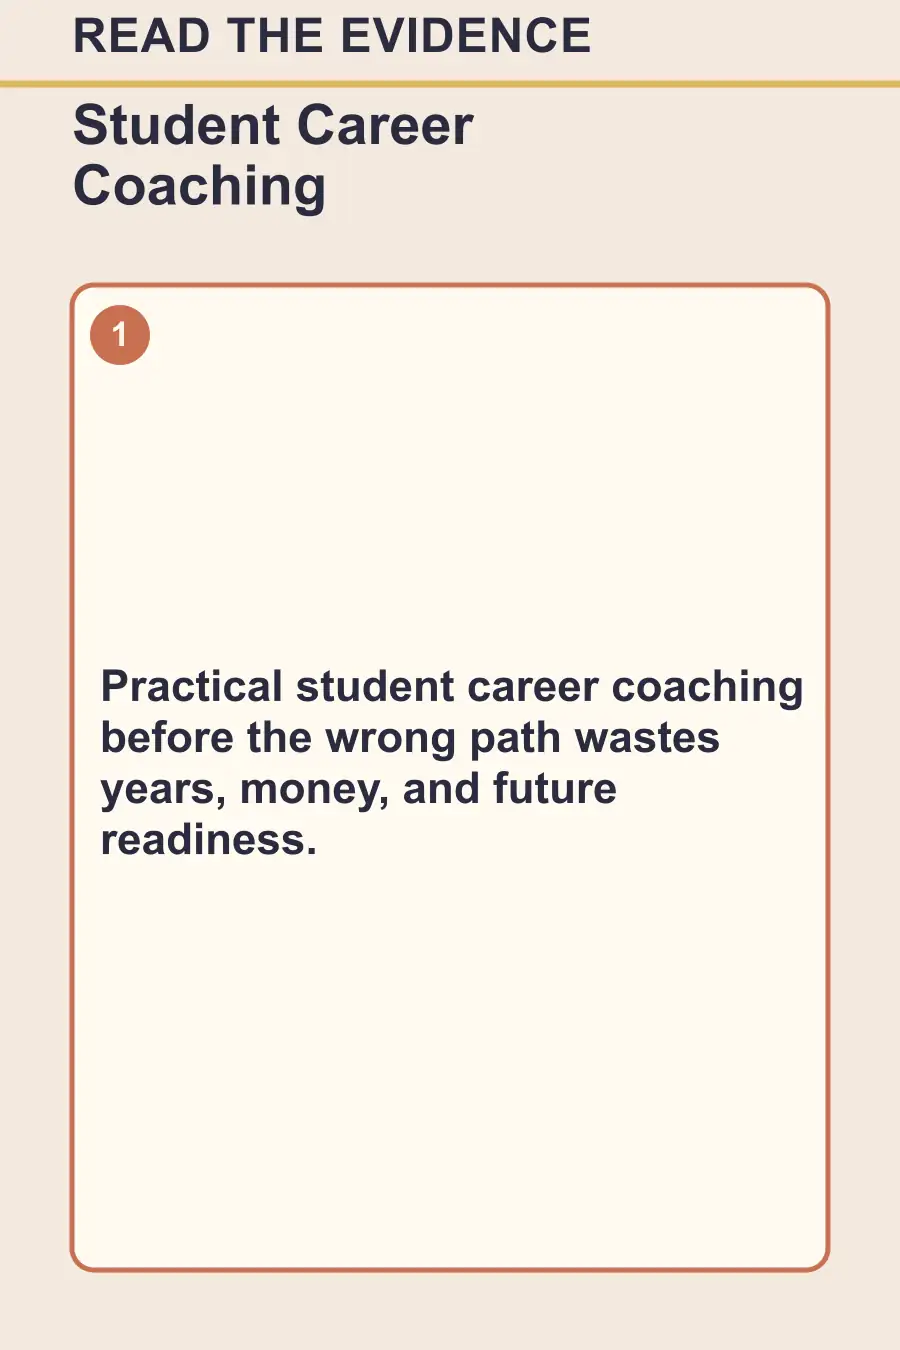 READ THE EVIDENCE
Student Career
Coaching
1
Practical student career coaching
before the wrong path wastes
years, money, and future
readiness.